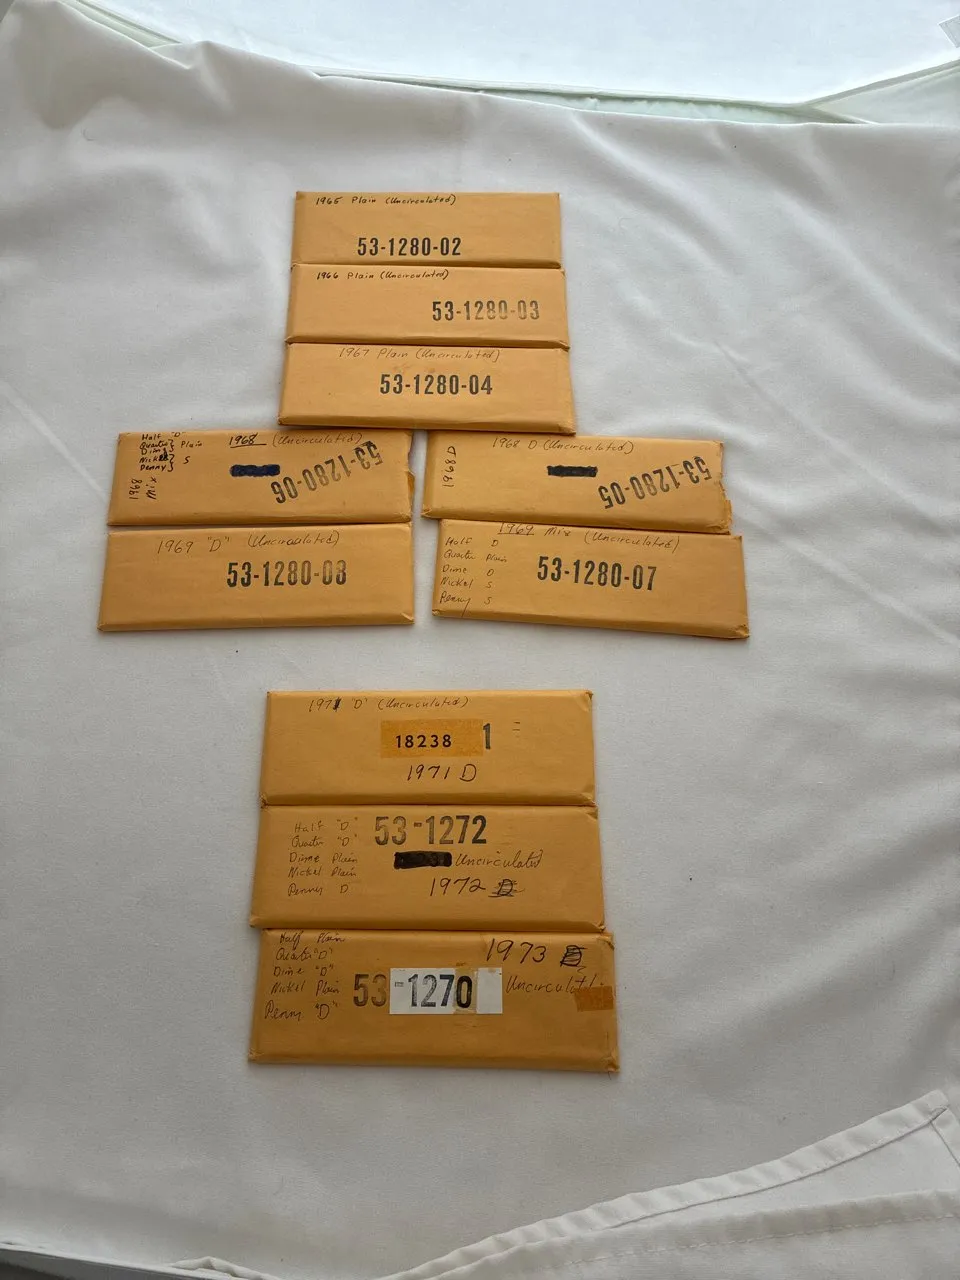 1965 Plain (Uncirculated)
53-1280-02
1966 Plain (Uncirculated)
53-1280-03
1967 Plain (Uncirculated)
53-1280-04
Half "D"
Quarter } Plain
Dime
Nickel } S
Penny
1968 Mix
1968 (Uncirculated)
53-1280-06
1968 D
1968 D (Uncirculated)
53-1280-05
1969 "D" (Uncirculated)
53-1280-08
1969 Mix (Uncirculated)
Half D
Quarter Plain
Dime D
Nickel S
Penny S
53-1280-07
1971 "D" (Uncirculated)
18238 1
1971 D
Half "D"
Quarter "D"
Dime Plain
Nickel Plain
Penny D
53-1272
Uncirculated
1972
Half Plain
Quarter "D"
Dime "D"
Nickel Plain
Penny "D"
1973
53-1270
Uncirculated